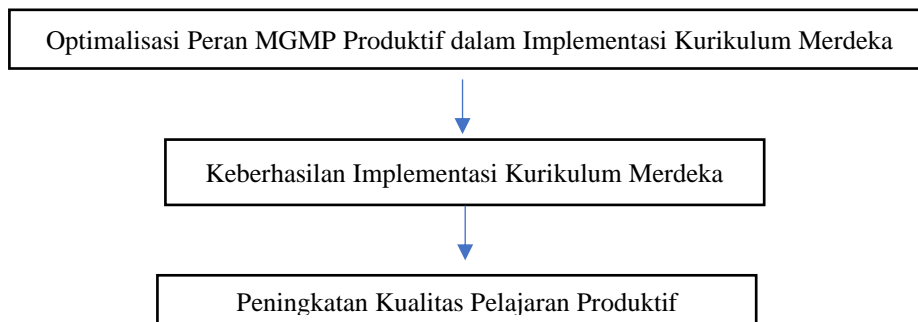 Optimalisasi Peran MGMP Produktif dalam Implementasi Kurikulum Merdeka
Keberhasilan Implementasi Kurikulum Merdeka
Peningkatan Kualitas Pelajaran Produktif